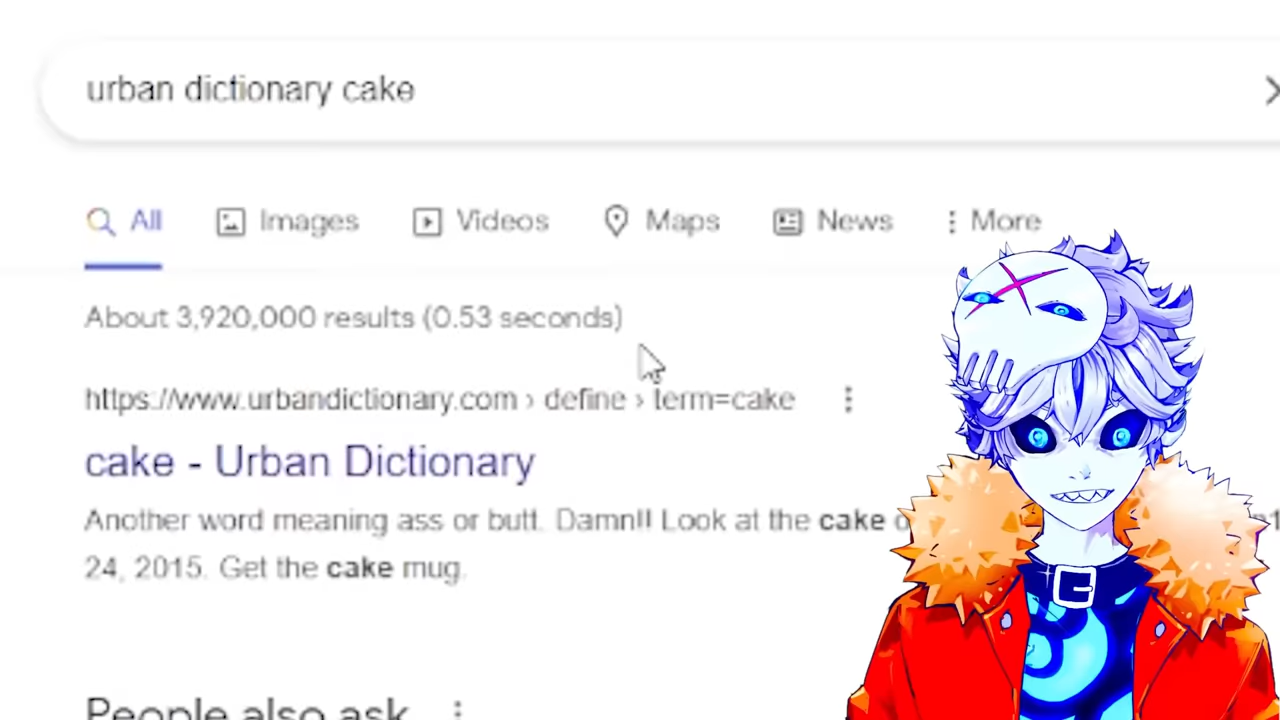 urban dictionary cake
All Images Videos Maps News More
About 3,920,000 results (0.53 seconds)
https://www.urbandictionary.com › define › term=cake
cake - Urban Dictionary
Another word meaning ass or butt. Damn!! Look at the cake
24, 2015. Get the cake mug.
People also ask